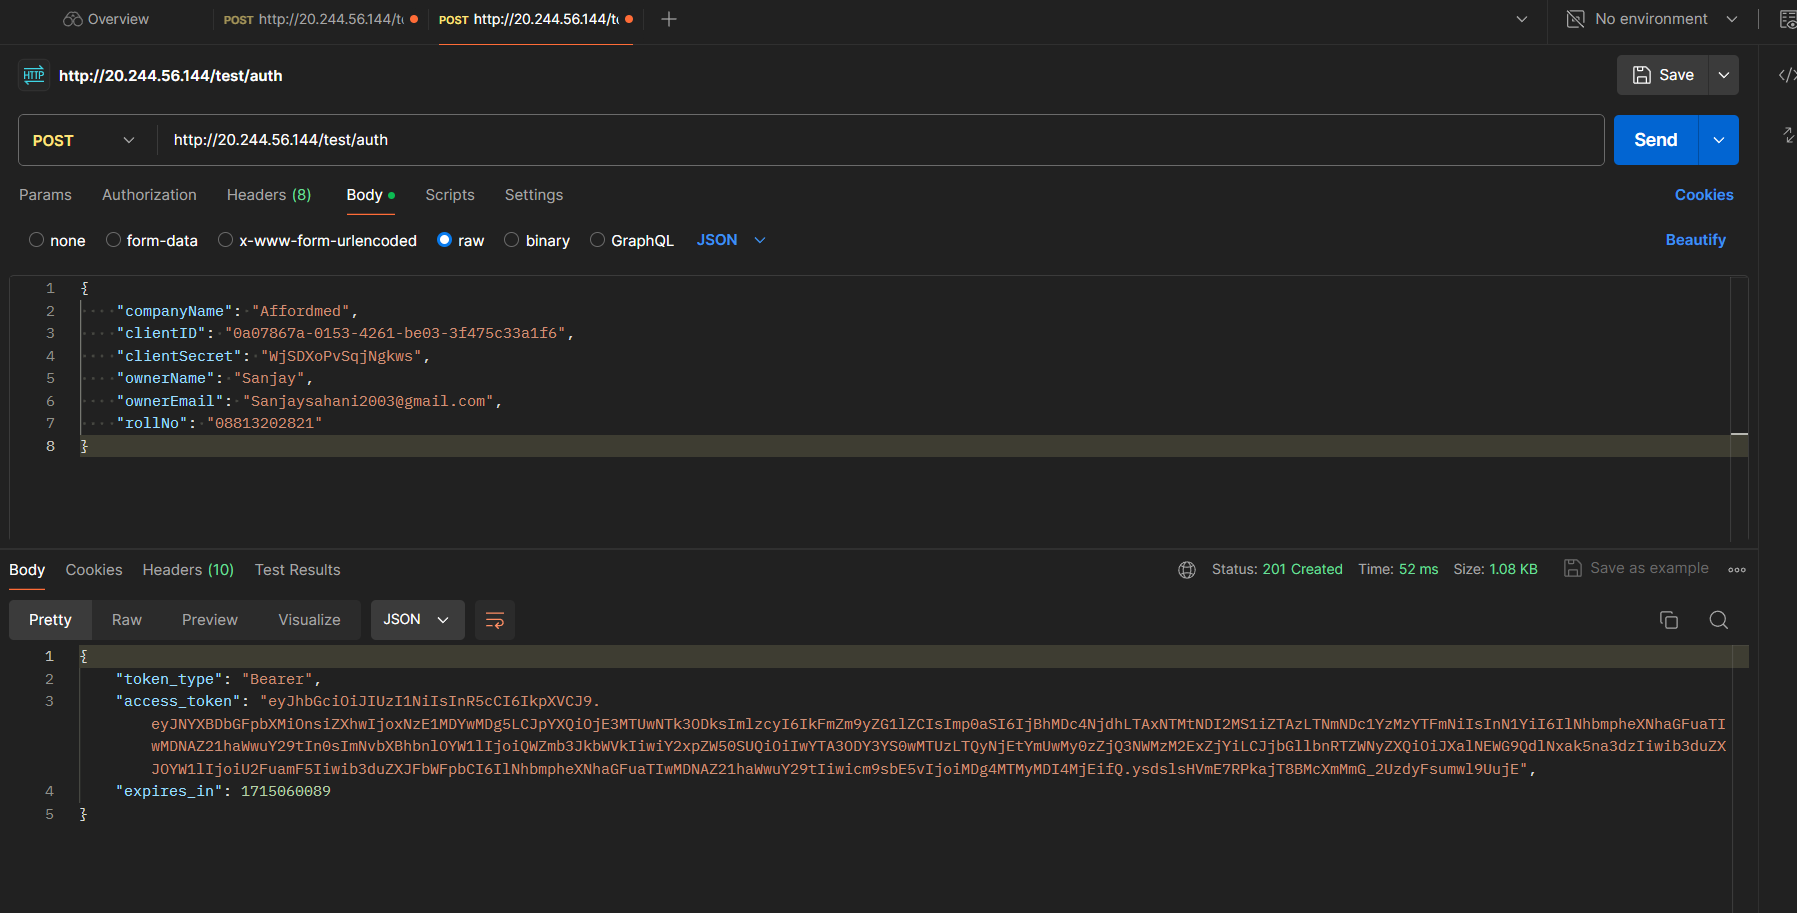 Overview
POST http://20.244.56.144/t
POST http://20.244.56.144/t
No environment
HTTP http://20.244.56.144/test/auth
Save
POST http://20.244.56.144/test/auth
Send
Params Authorization Headers (8) Body Scripts Settings
Cookies
none form-data x-www-form-urlencoded raw binary GraphQL JSON
Beautify
1 {
2 "companyName": "Affordmed",
3 "clientID": "0a07867a-0153-4261-be03-3f475c33a1f6",
4 "clientSecret": "WjSDXoPvSqjNgkws",
5 "ownerName": "Sanjay",
6 "ownerEmail": "Sanjaysahani2003@gmail.com",
7 "rollNo": "08813202821"
8 }
Body Cookies Headers (10) Test Results
Status: 201 Created Time: 52 ms Size: 1.08 KB Save as example
Pretty Raw Preview Visualize JSON
1 {
2 "token_type": "Bearer",
3 "access_token": "eyJhbGciOiJIUzI1NiIsInR5cCI6IkpXVCJ9.
eyJNYXBDbGFpbXMiOnsiZXhwIjoxNzE1MDYwMDg5LCJpYXQiOjE3MTUwNTk3ODksImlzcyI6IkFmZm9yZG1lZCIsImp0aSI6IjBhMDc4NjdhLTAxNTMtNDI2MS1iZTAzLTNmNDc1YzMzYTFmNiIsInN1YiI6IlNhbmpheXNhaGFuaTI
wMDNAZ21haWwuY29tIn0sImNvbXBhbnlOYW1lIjoiQWZmb3JkbWVkIiwiY2xpZW50SUQiOiIwYTA3ODY3YS0wMTUzLTQyNjEtYmUwMy0zZjQ3NWMzM2ExZjYiLCJjbGllbnRTZWNyZXQiOiJXalNEWG9QdlNxak5na3dzIiwib3duZX
JOYW1lIjoiU2FuamF5Iiwib3duZXJFbWFpbCI6IlNhbmpheXNhaGFuaTIwMDNAZ21haWwuY29tIiwicm9sbE5vIjoiMDg4MTMyMDI4MjEifQ.ysdslsHVmE7RPkajT8BMcXmMmG_2UzdyFsumwl9UujE",
4 "expires_in": 1715060089
5 }